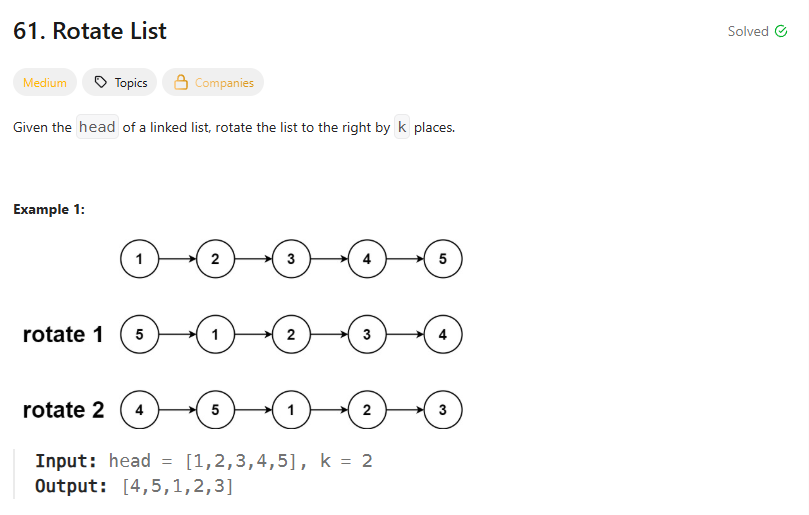 61. Rotate List
Solved
Medium Topics Companies
Given the head of a linked list, rotate the list to the right by k places.
Example 1:
1 2 3 4 5
rotate 1 5 1 2 3 4
rotate 2 4 5 1 2 3
Input: head = [1,2,3,4,5], k = 2
Output: [4,5,1,2,3]